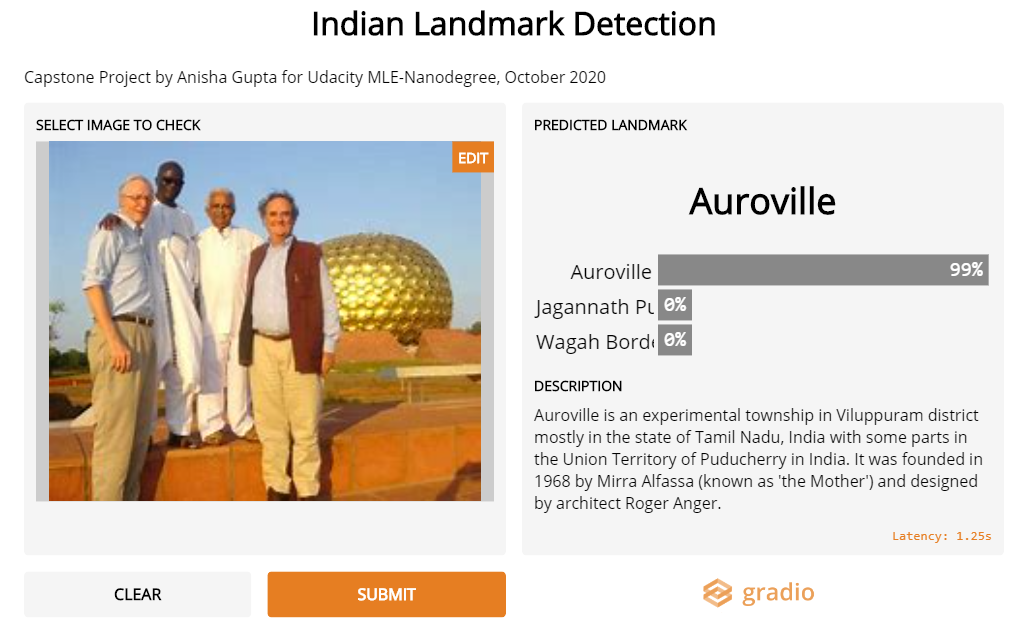 Indian Landmark Detection
Capstone Project by Anisha Gupta for Udacity MLE-Nanodegree, October 2020
SELECT IMAGE TO CHECK
EDIT
PREDICTED LANDMARK
Auroville
Auroville 99%
Jagannath Pu 0%
Wagah Borde 0%
DESCRIPTION
Auroville is an experimental township in Viluppuram district
mostly in the state of Tamil Nadu, India with some parts in
the Union Territory of Puducherry in India. It was founded in
1968 by Mirra Alfassa (known as 'the Mother') and designed
by architect Roger Anger.
Latency: 1.25s
CLEAR
SUBMIT
gradio